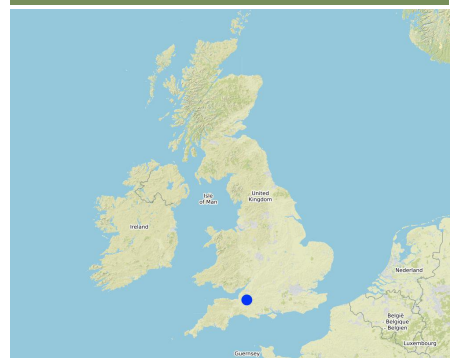 Isle
of Man
United
Kingdom
Ireland
Nederland
België
Belgique
Belgien
Luxembourg
Guernsey